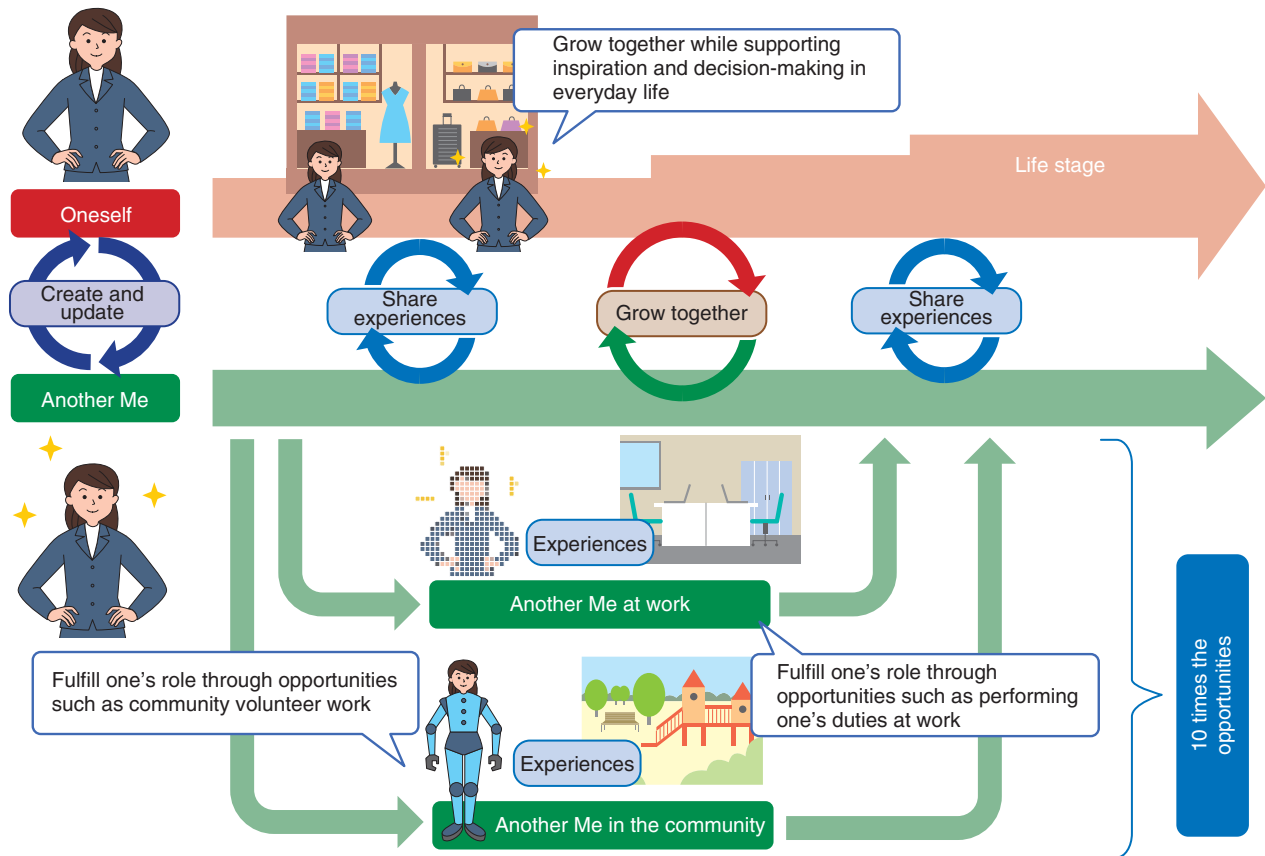 Grow together while supporting
inspiration and decision-making in
everyday life
Life stage
Oneself
Create and
update
Share
experiences
Grow together
Share
experiences
Another Me
Experiences
Another Me at work
Fulfill one's role through opportunities
such as community volunteer work
Fulfill one's role through
opportunities such as performing
one's duties at work
Experiences
Another Me in the community
10 times the
opportunities